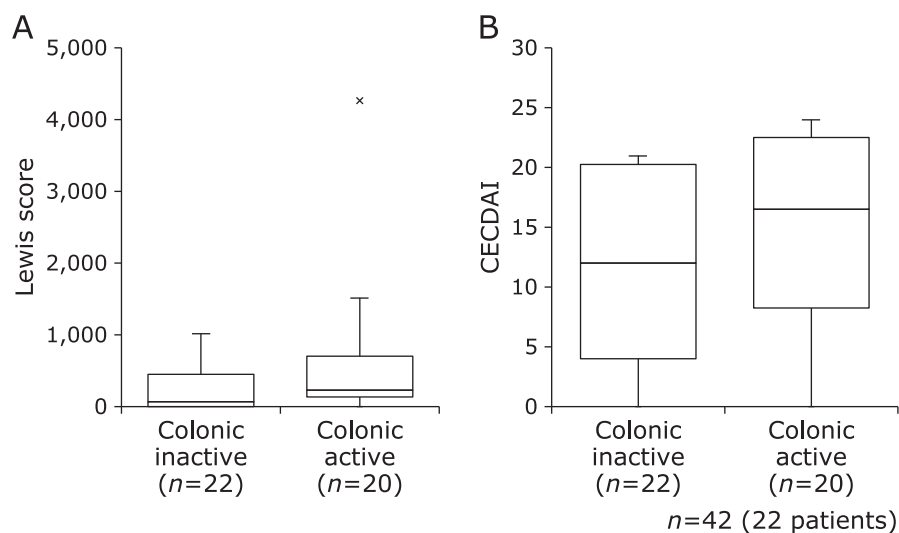 A
Lewis score
5,000
4,000
3,000
2,000
1,000
0
Colonic
inactive
(n=22)
Colonic
active
(n=20)
B
CECDAI
30
25
20
15
10
5
0
Colonic
inactive
(n=22)
Colonic
active
(n=20)
n=42 (22 patients)